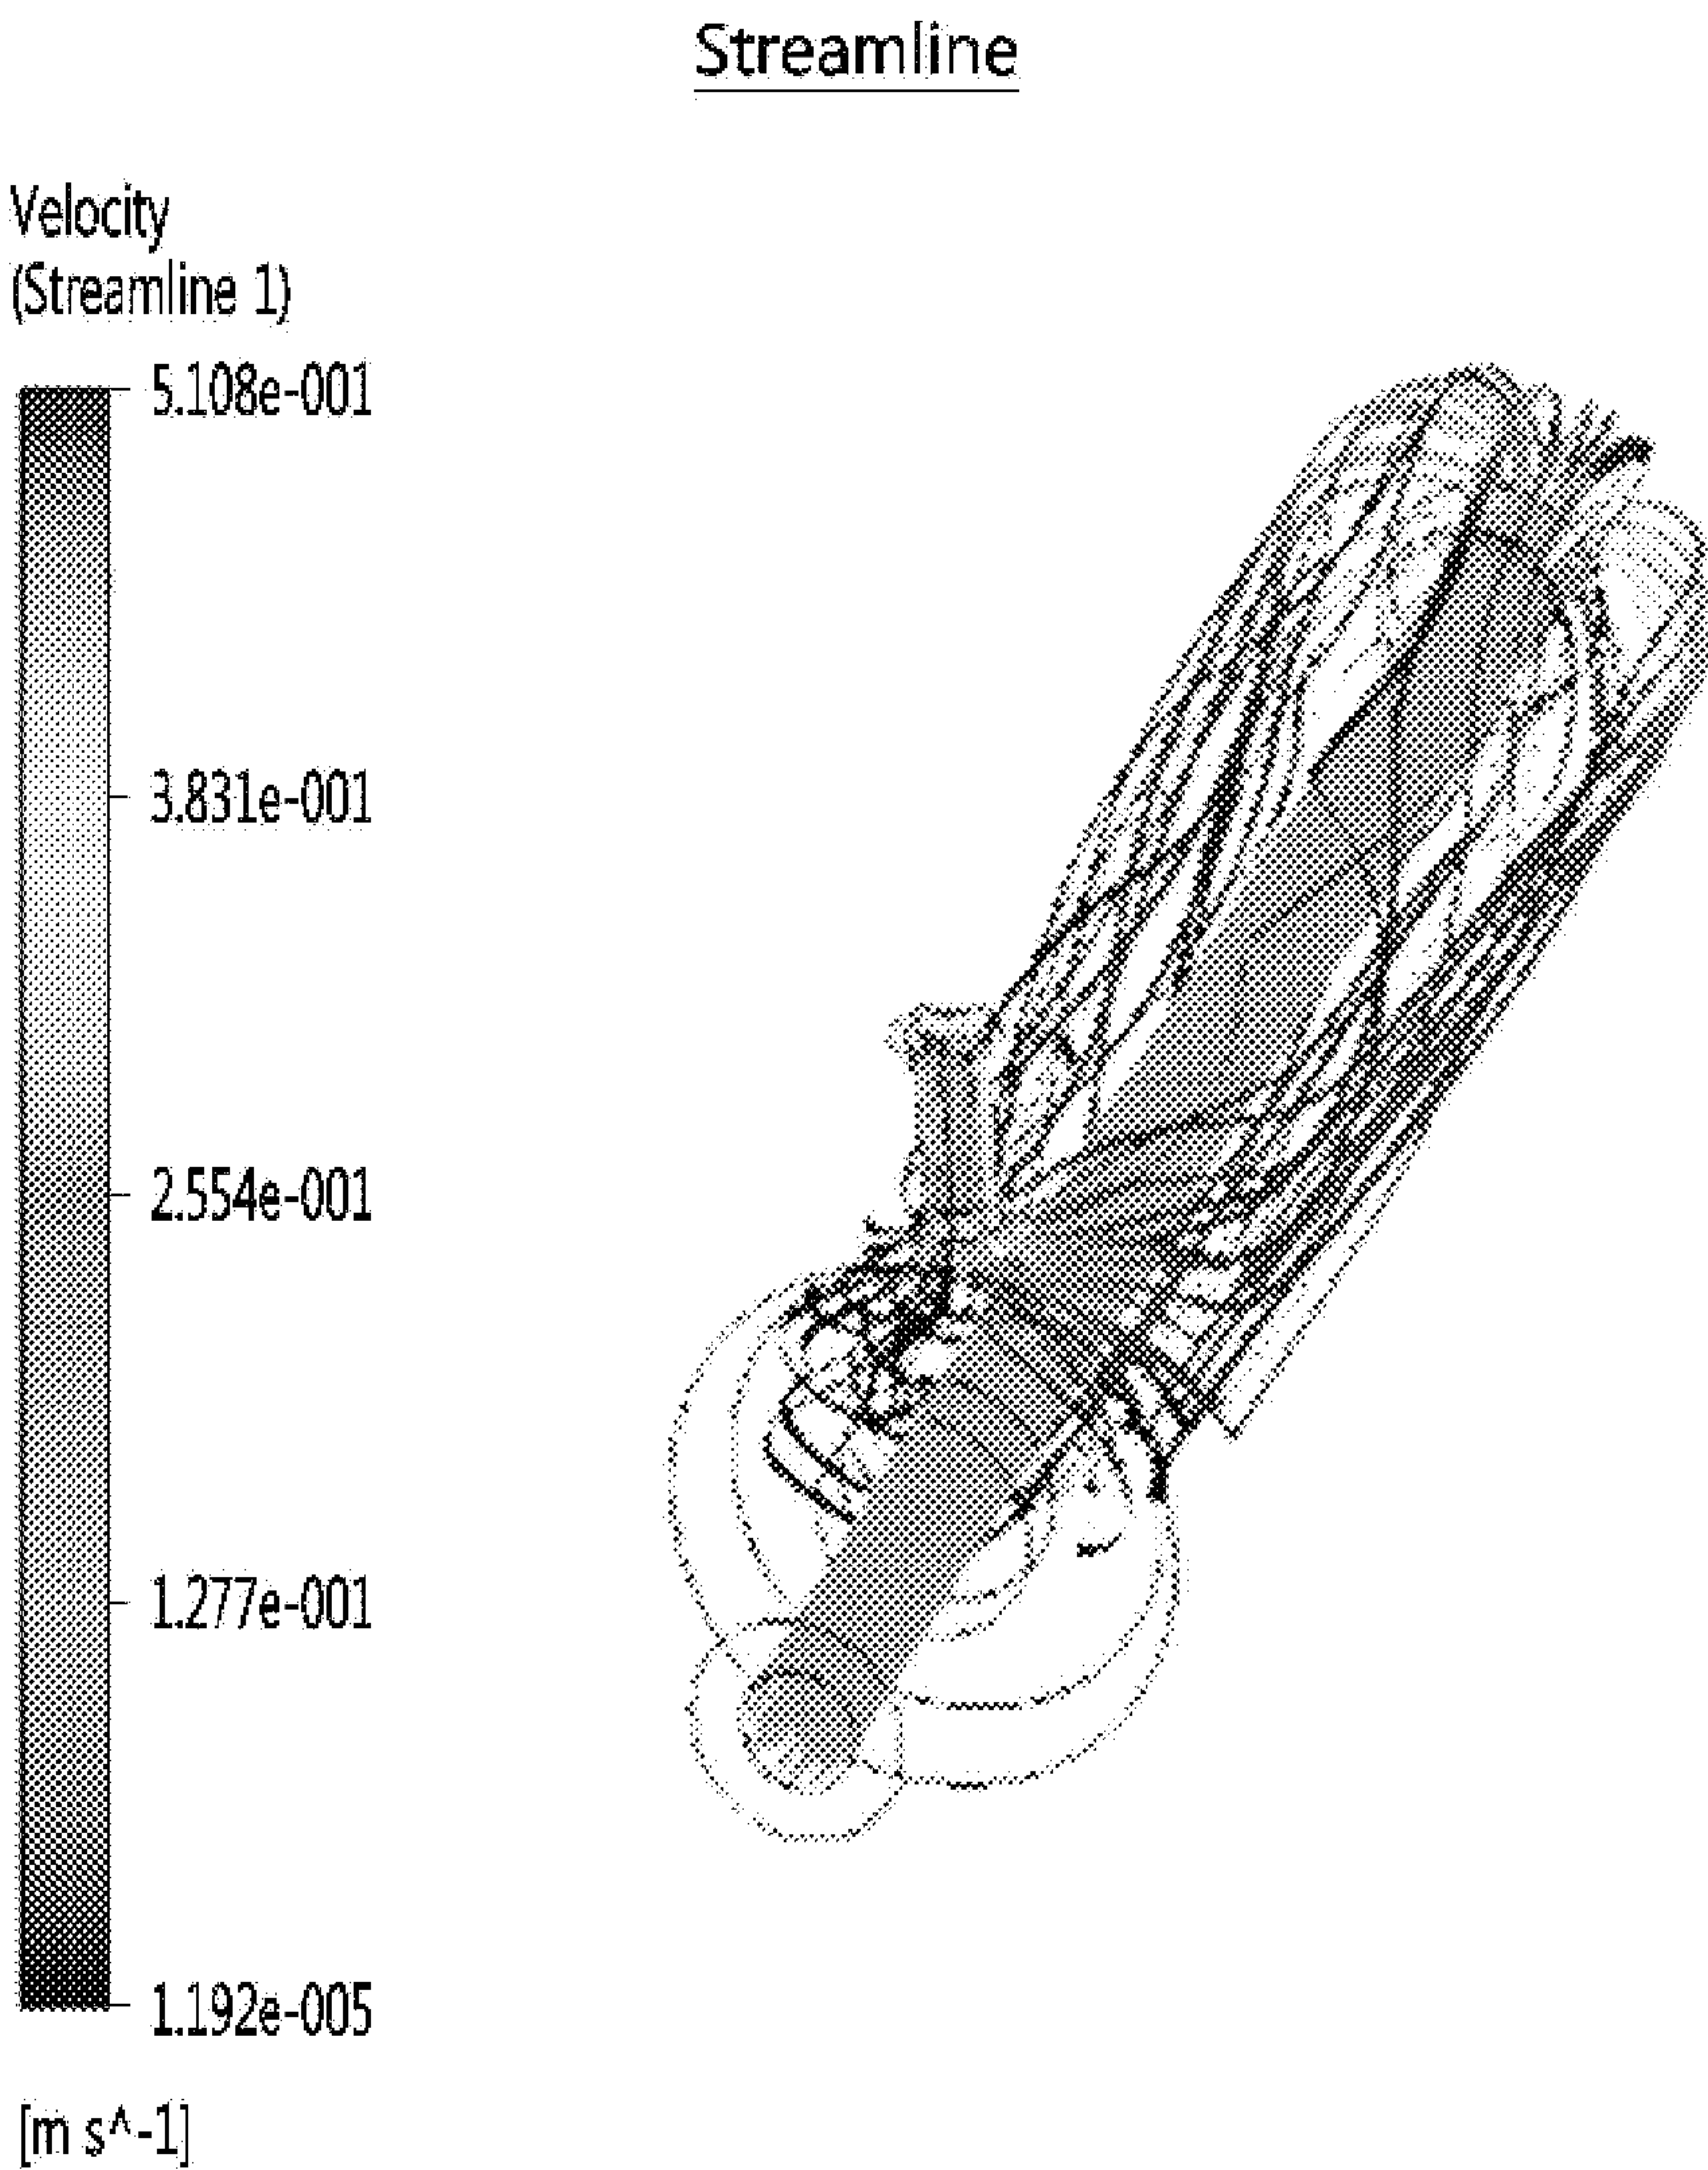 Streamline
Velocity
(Streamline 1)
5.108e-001
3.831e-001
2.554e-001
1.277e-001
1.192e-005
[m s^-1]